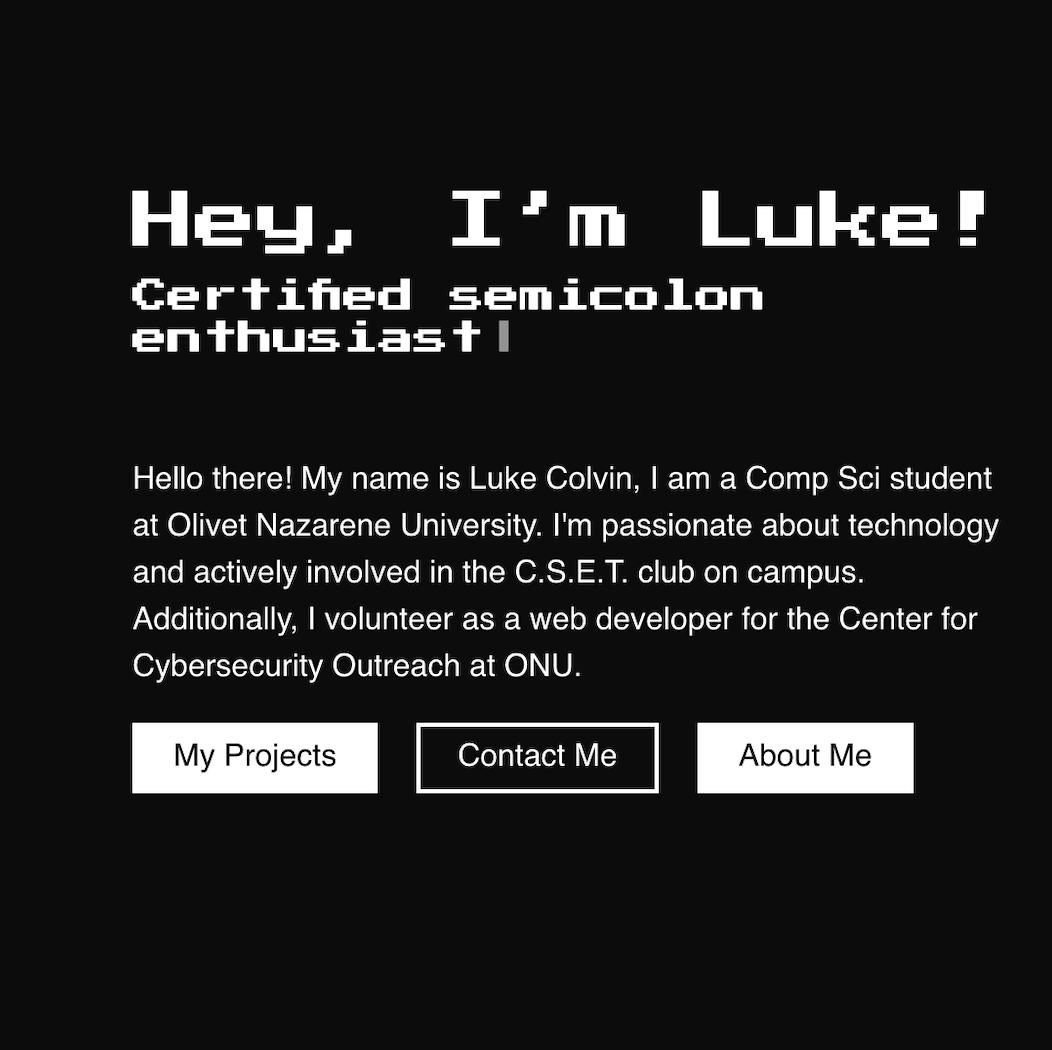 Hey, I'm Luke!
Certified semicolon
enthusiast
Hello there! My name is Luke Colvin, I am a Comp Sci student
at Olivet Nazarene University. I'm passionate about technology
and actively involved in the C.S.E.T. club on campus.
Additionally, I volunteer as a web developer for the Center for
Cybersecurity Outreach at ONU.
My Projects
Contact Me
About Me